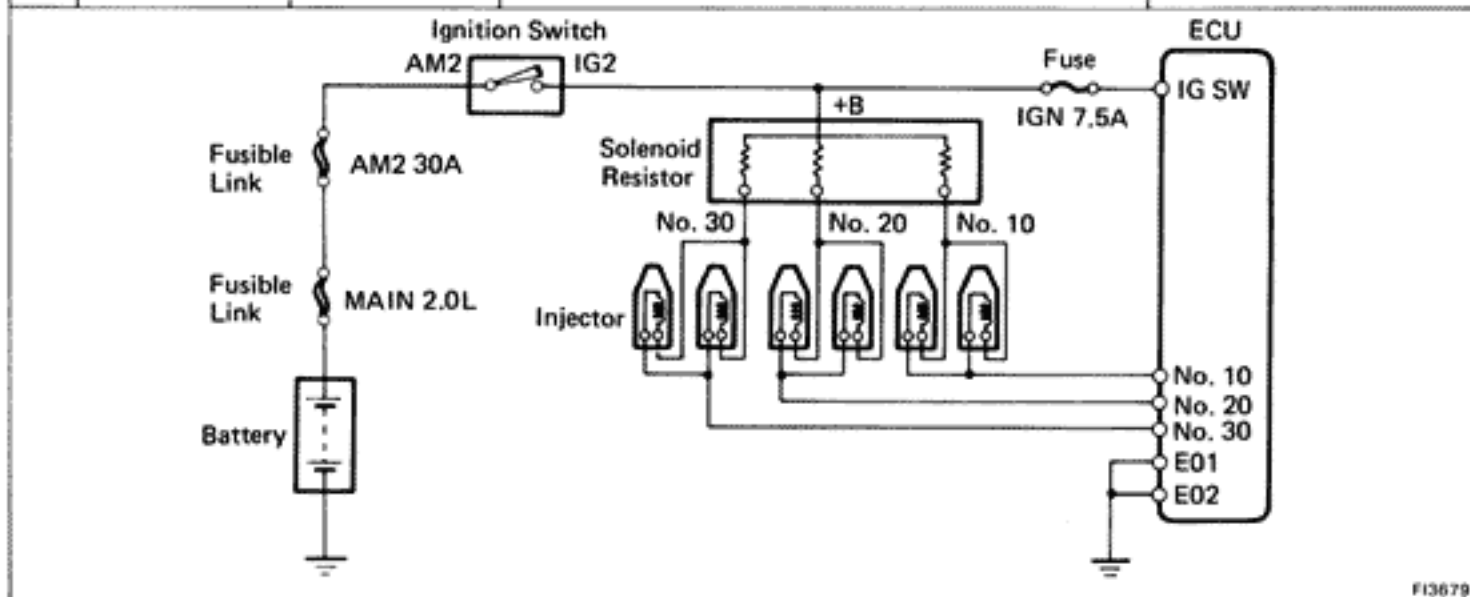 Ignition Switch
ECU
AM2
IG2
Fuse
IG SW
+B
IGN 7.5A
Fusible
Link
AM2 30A
Solenoid
Resistor
No. 30
No. 20
No. 10
Fusible
Link
MAIN 2.0L
Injector
No. 10
No. 20
No. 30
Battery
E01
E02
FI3679